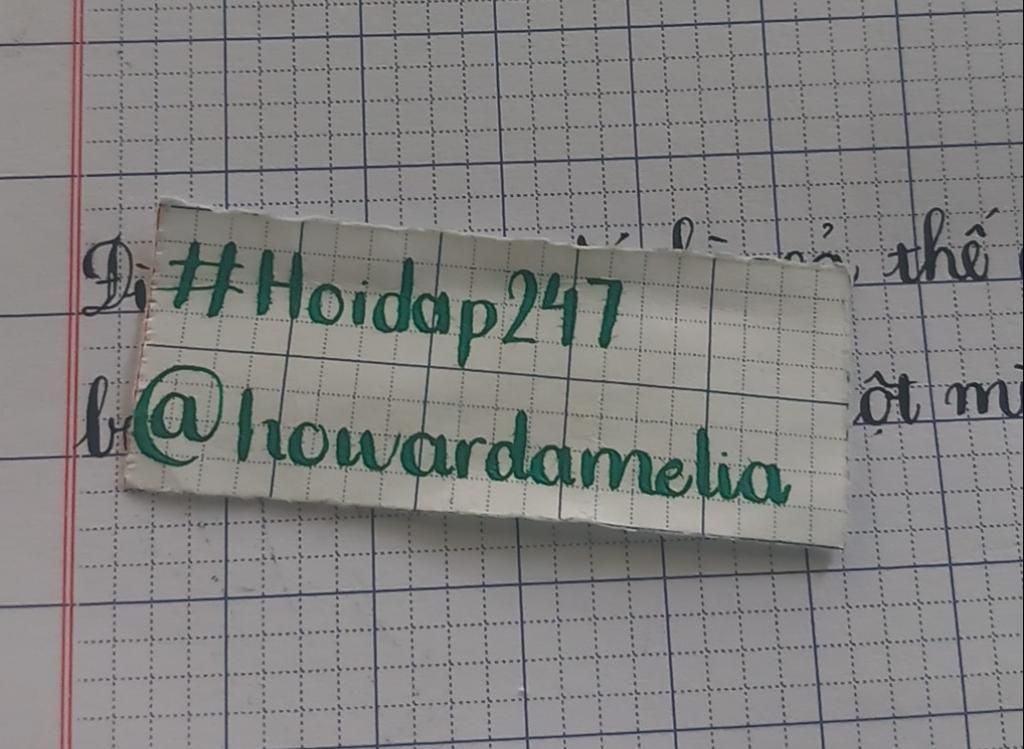 #Hoidap247
@howardamelia
thế
ột